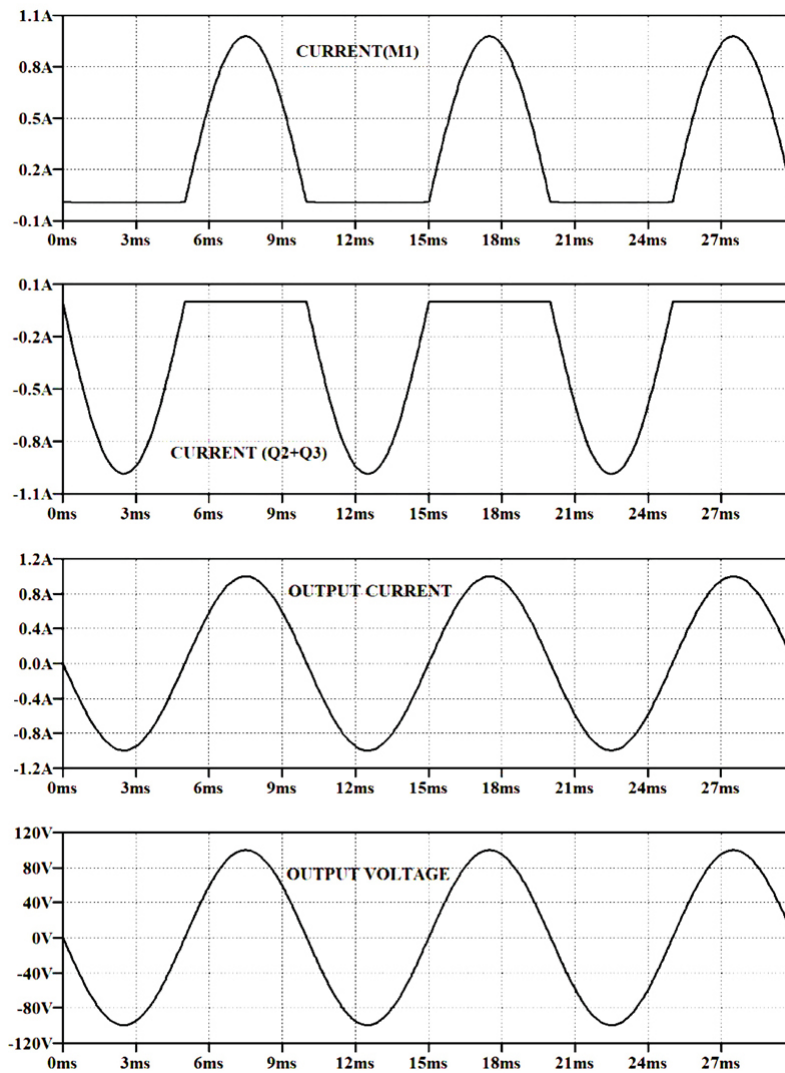 1.1A
CURRENT(M1)
0.8A
0.5A
0.2A
-0.1A
0ms 3ms 6ms 9ms 12ms 15ms 18ms 21ms 24ms 27ms
0.1A
-0.2A
-0.5A
-0.8A
CURRENT (Q2+Q3)
-1.1A
0ms 3ms 6ms 9ms 12ms 15ms 18ms 21ms 24ms 27ms
1.2A
0.8A
OUTPUT CURRENT
0.4A
0.0A
-0.4A
-0.8A
-1.2A
0ms 3ms 6ms 9ms 12ms 15ms 18ms 21ms 24ms 27ms
120V
80V
OUTPUT VOLTAGE
40V
0V
-40V
-80V
-120V
0ms 3ms 6ms 9ms 12ms 15ms 18ms 21ms 24ms 27ms